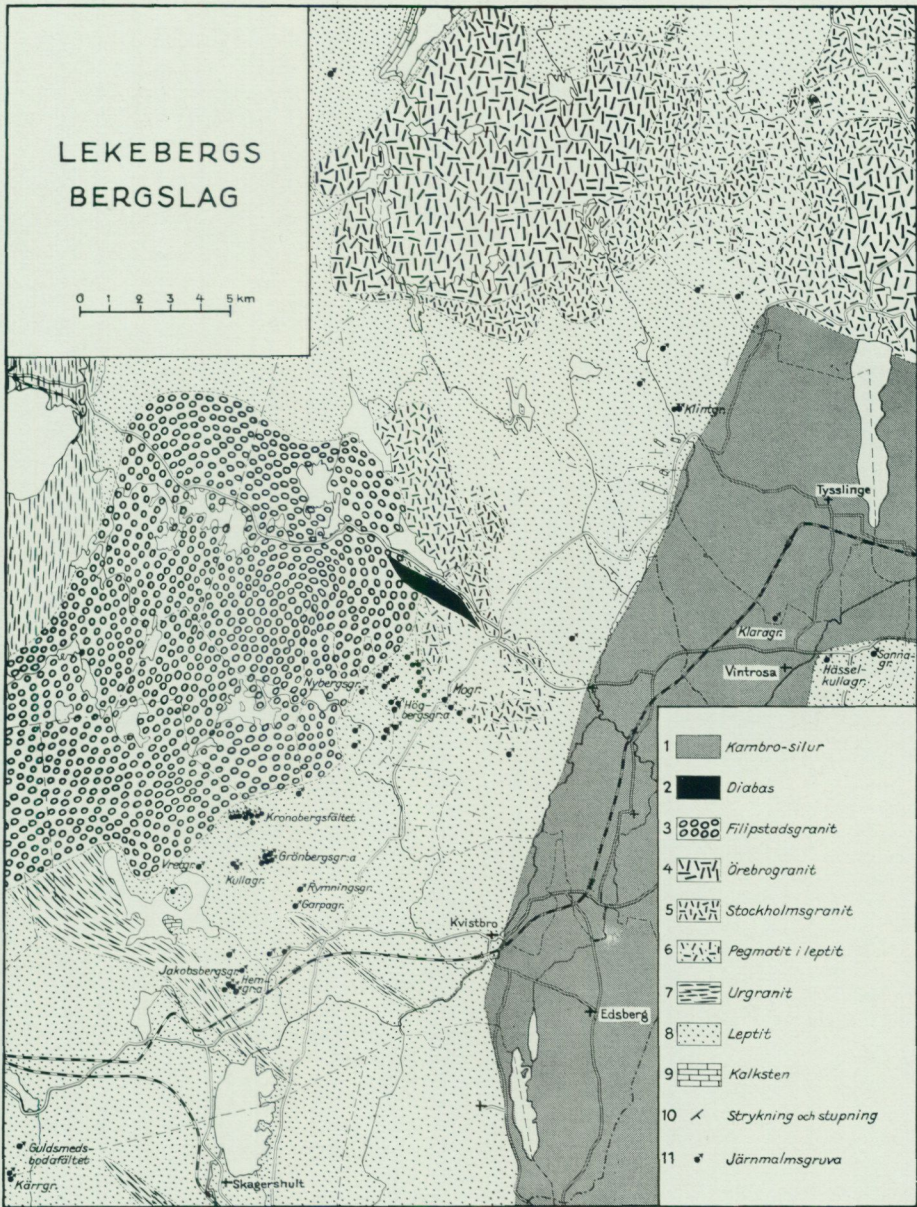 LEKEBERGS
BERGSLAG
0 1 2 3 4 5 km
Klintgr.
Tysslinge
Klaragr.
Vintrosa
Hässel-
kullagr.
Sanna-
gr.
Nybergsgr.
Hög
bergsgr:a
Mogr.
Kronobergsfältet
Grönbergsgr:a
Vretgr.
Kullagr.
Rymningsgr.
Garpagr.
Kvistbro
Jakobsbergsgr.
Hem-
gr:a
Edsberg
Guldsmeds-
bodafältet
Kärrgr.
Skagershult
1 Kambro-silur
2 Diabas
3 Filipstadsgranit
4 Örebrogranit
5 Stockholmsgranit
6 Pegmatit i leptit
7 Urgranit
8 Leptit
9 Kalksten
10 Strykning och stupning
11 Järnmalmsgruva